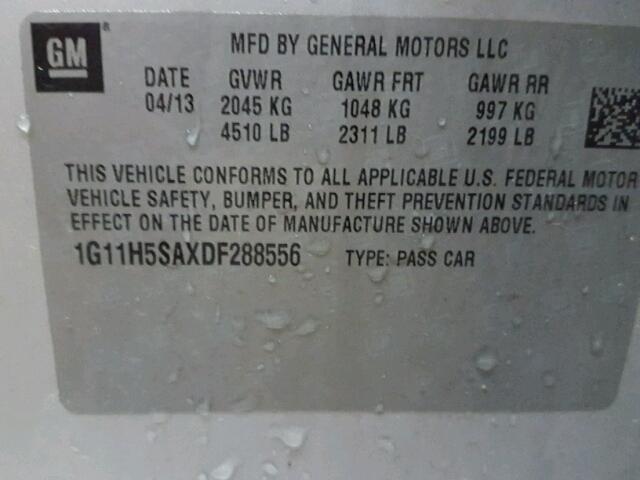 GM ®
MFD BY GENERAL MOTORS LLC
DATE GVWR GAWR FRT GAWR RR
04/13 2045 KG 1048 KG 997 KG
4510 LB 2311 LB 2199 LB
THIS VEHICLE CONFORMS TO ALL APPLICABLE U.S. FEDERAL MOTOR
VEHICLE SAFETY, BUMPER, AND THEFT PREVENTION STANDARDS IN
EFFECT ON THE DATE OF MANUFACTURE SHOWN ABOVE.
1G11H5SAXDF288556 TYPE: PASS CAR